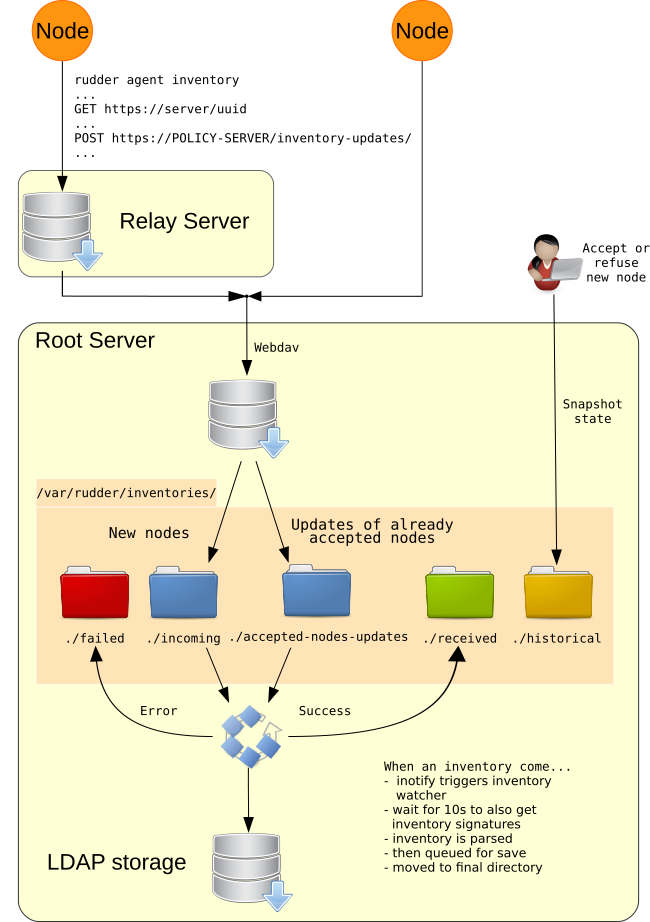 Node
Node
rudder agent inventory
...
GET https://server/uuid
...
POST https://POLICY-SERVER/inventory-updates/
...
Relay Server
Accept or
refuse
new node
Root Server
Webdav
Snapshot
state
/var/rudder/inventories/
New nodes
Updates of already
accepted nodes
./failed
./incoming
./accepted-nodes-updates
./received
./historical
Error
Success
When an inventory come...
- inotify triggers inventory
watcher
- wait for 10s to also get
inventory signatures
- inventory is parsed
- then queued for save
- moved to final directory
LDAP storage